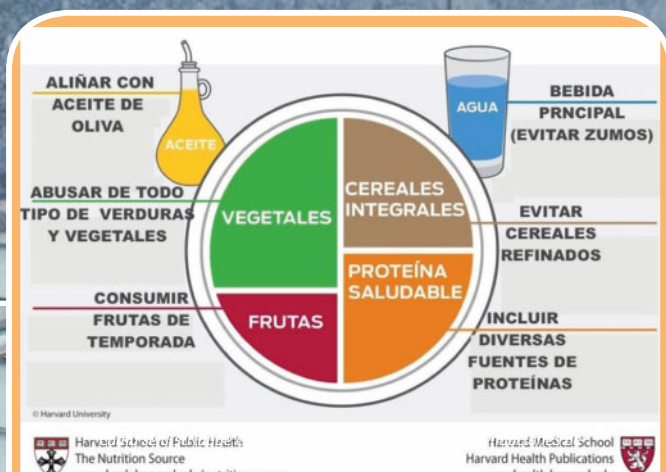 ALIÑAR CON
ACEITE DE
OLIVA
ACEITE
AGUA
BEBIDA
PRNCIPAL
(EVITAR ZUMOS)
ABUSAR DE TODO
TIPO DE VERDURAS
Y VEGETALES
VEGETALES
CEREALES
INTEGRALES
EVITAR
CEREALES
REFINADOS
CONSUMIR
FRUTAS DE
TEMPORADA
FRUTAS
PROTEÍNA
SALUDABLE
INCLUIR
DIVERSAS
FUENTES DE
PROTEÍNAS
© Harvard University
Harvard School of Public Health
The Nutrition Source
Harvard Medical School
Harvard Health Publications